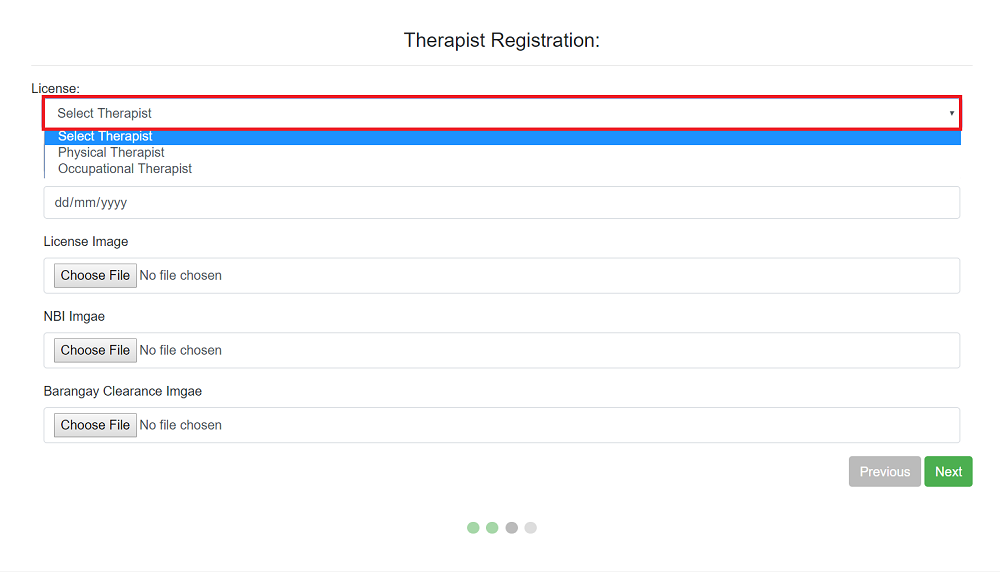 Therapist Registration:
License:
Select Therapist
Select Therapist
Physical Therapist
Occupational Therapist
dd/mm/yyyy
License Image
Choose File No file chosen
NBI Imgae
Choose File No file chosen
Barangay Clearance Imgae
Choose File No file chosen
Previous Next